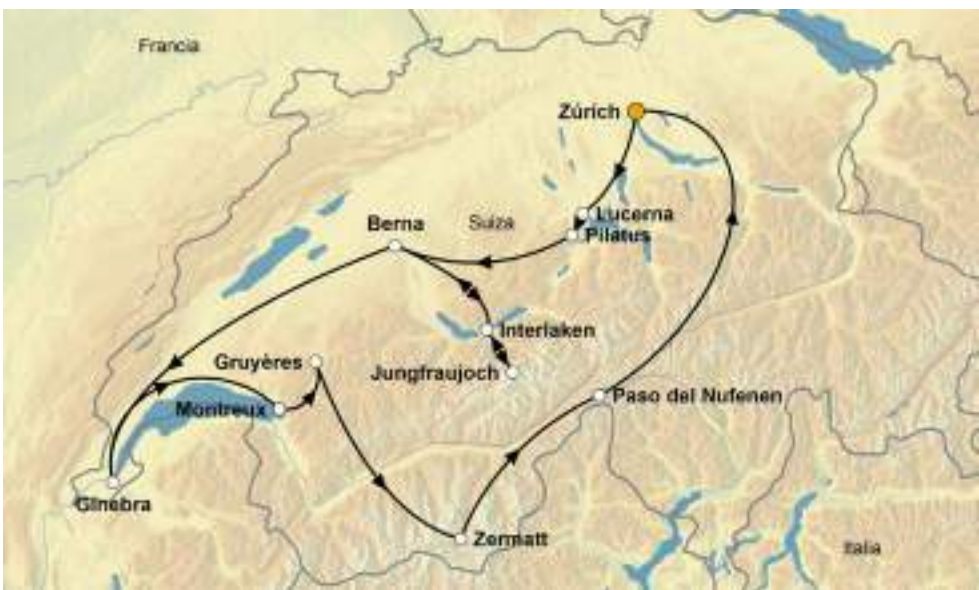 Francia
Zúrich
Lucerna
Pilatus
Berna
Suiza
Interlaken
Gruyères
Jungfraujoch
Montreux
Paso del Nufenen
Ginebra
Zermatt
Italia